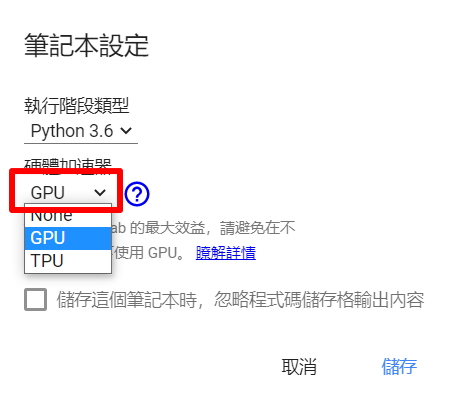 筆記本設定
執行階段類型
Python 3.6
硬體加速器
GPU
None
GPU
TPU
ab 的最大效益，請避免在不
使用 GPU。 瞭解詳情
儲存這個筆記本時，忽略程式碼儲存格輸出內容
取消 儲存